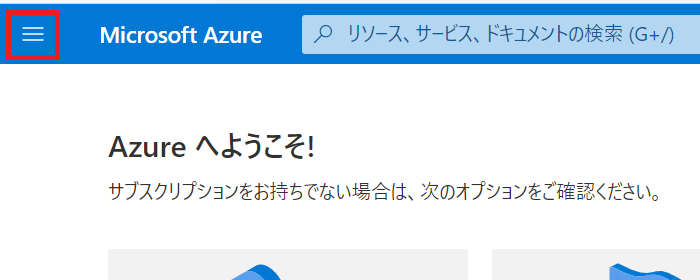 Microsoft Azure
リソース、サービス、ドキュメントの検索 (G+/)
Azure へようこそ!
サブスクリプションをお持ちでない場合は、次のオプションをご確認ください。